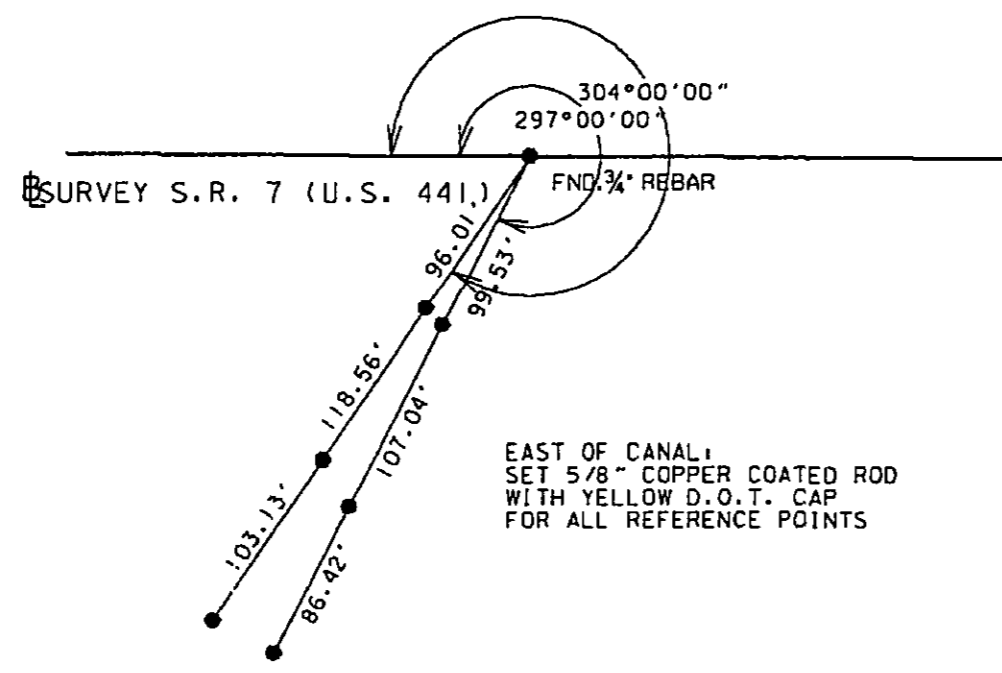 304°00'00"
297°00'00"
℄ SURVEY S.R. 7 (U.S. 441.)
FND. 3/4" REBAR
96.01'
99.53'
118.56'
107.04'
103.13'
86.42'
EAST OF CANAL:
SET 5/8" COPPER COATED ROD
WITH YELLOW D.O.T. CAP
FOR ALL REFERENCE POINTS